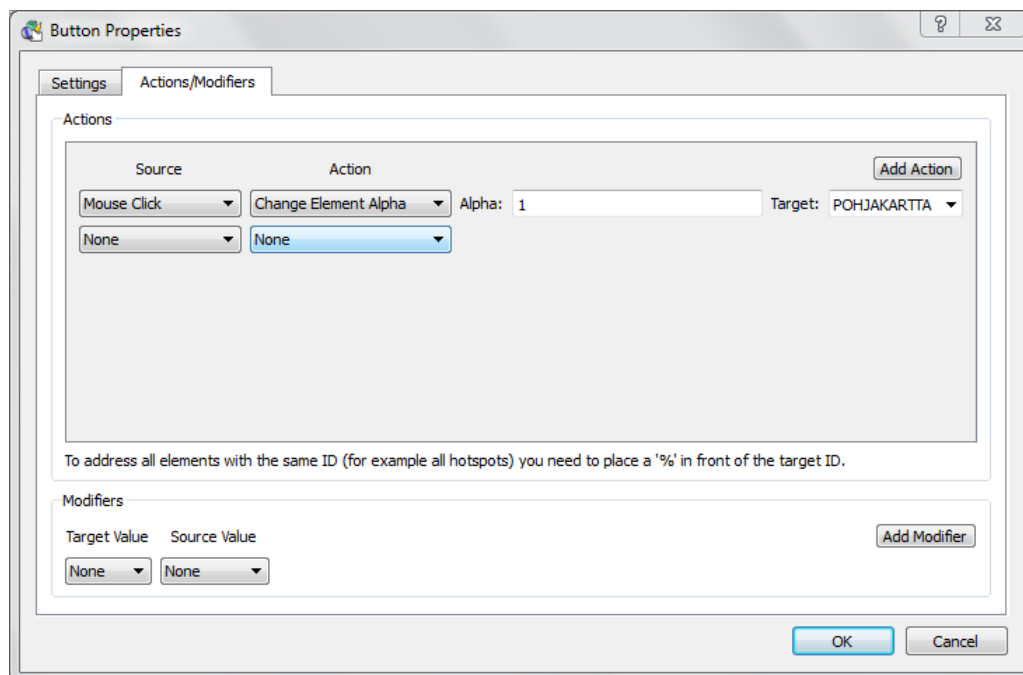 Button Properties
Settings Actions/Modifiers
Actions
Source Action Add Action
Mouse Click Change Element Alpha Alpha: 1 Target: POHJAKARTTA
None None
To address all elements with the same ID (for example all hotspots) you need to place a '%' in front of the target ID.
Modifiers
Target Value Source Value Add Modifier
None None
OK Cancel